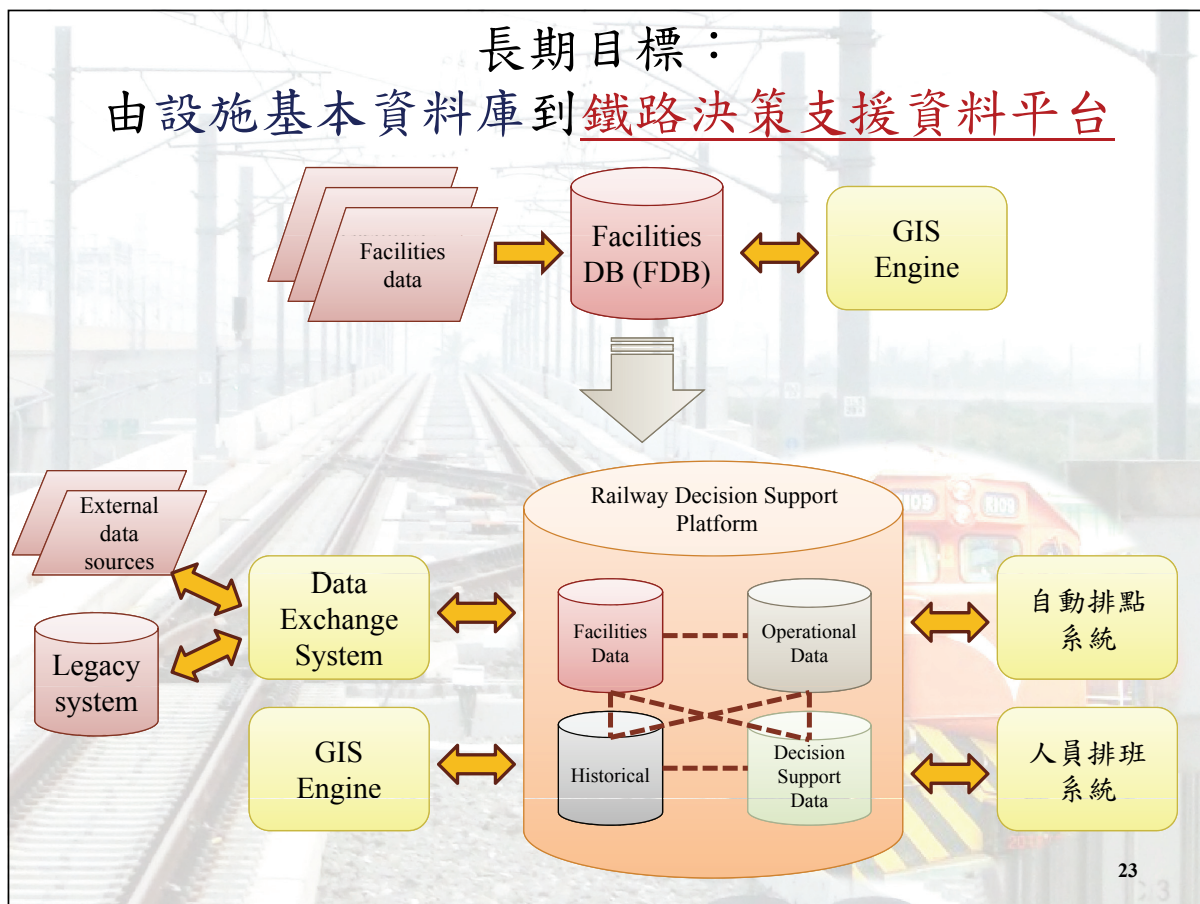 長期目標：
由設施基本資料庫到鐵路決策支援資料平台
Facilities
data
Facilities
DB (FDB)
GIS
Engine
External
data
sources
Legacy
system
Data
Exchange
System
GIS
Engine
Railway Decision Support
Platform
Facilities
Data
Operational
Data
Historical
Decision
Support
Data
自動排點
系統
人員排班
系統
R109
R109
23